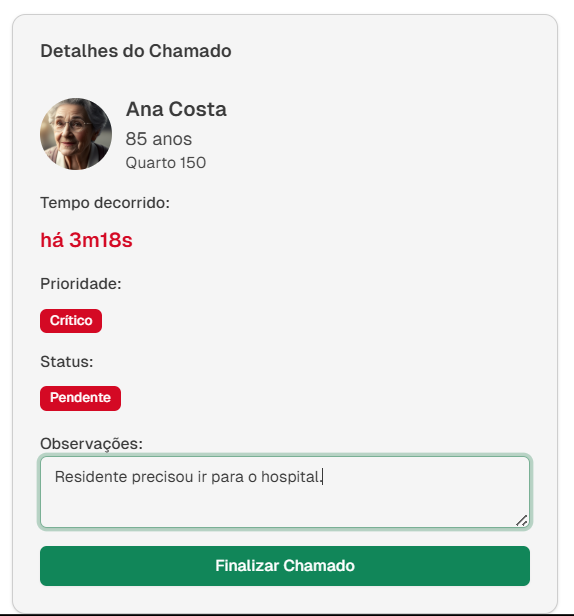 Detalhes do Chamado
Ana Costa
85 anos
Quarto 150
Tempo decorrido:
há 3m18s
Prioridade:
Crítico
Status:
Pendente
Observações:
Residente precisou ir para o hospital.
Finalizar Chamado